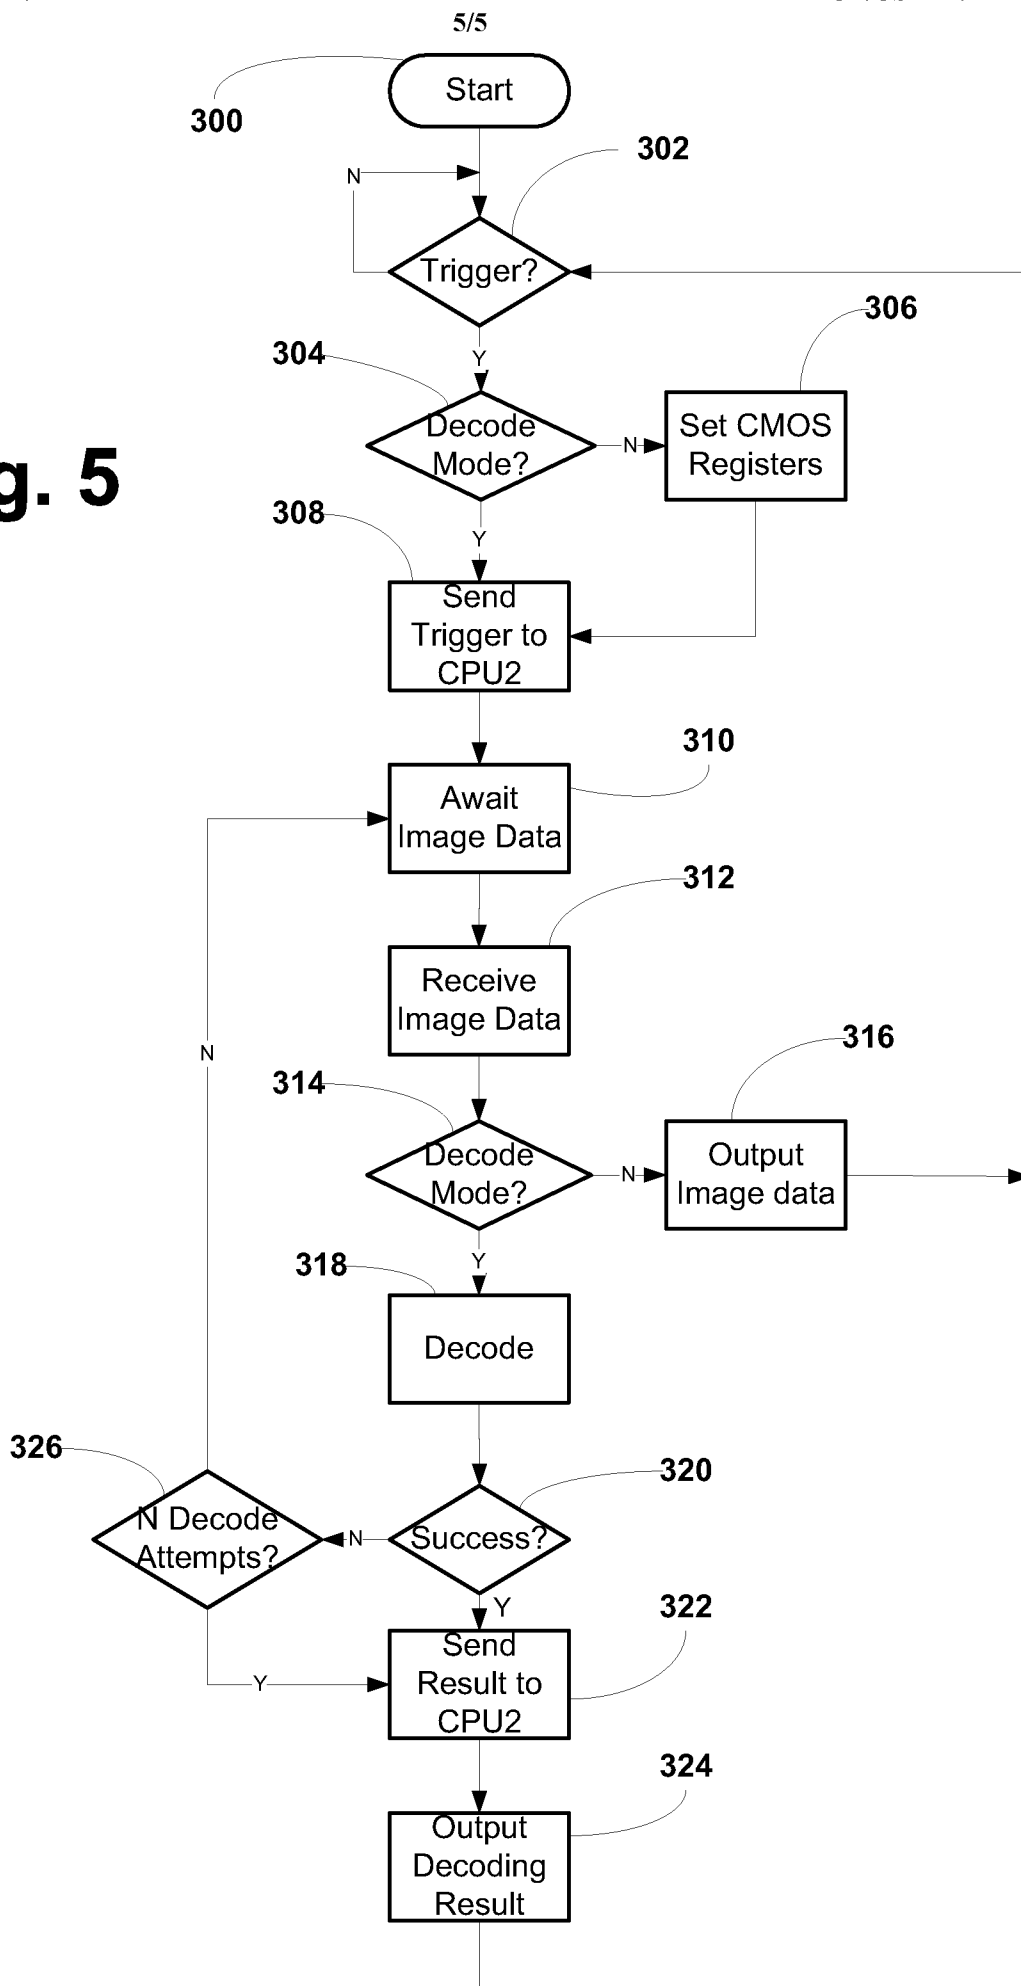 5/5
Start
300
302
N
Trigger?
306
304
Y
Decode
Mode?
N
Set CMOS
Registers
g. 5
308
Y
Send
Trigger to
CPU2
310
Await
Image Data
312
Receive
Image Data
316
N
314
Decode
Mode?
N
Output
Image data
318
Y
Decode
326
320
N Decode
Attempts?
N
Success?
Y
322
Send
Result to
CPU2
Y
324
Output
Decoding
Result